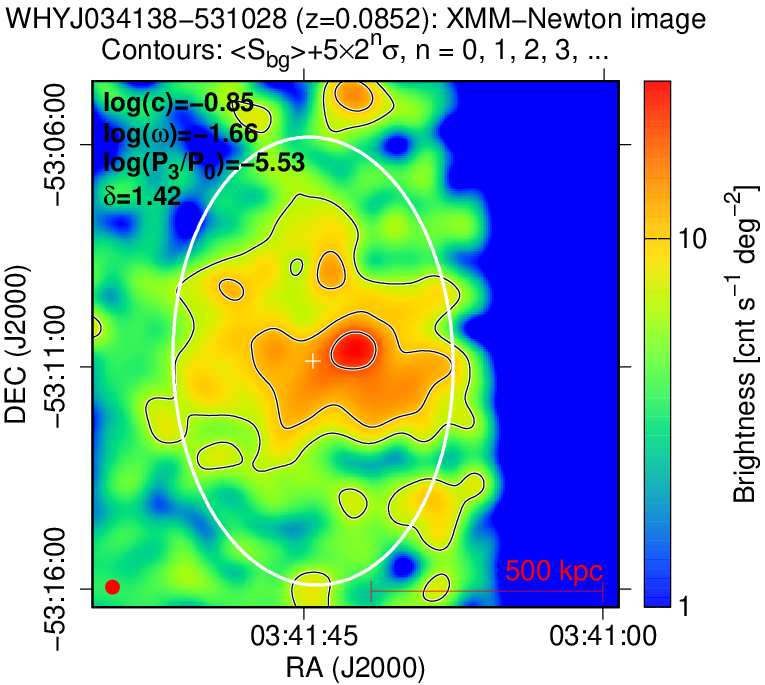 WHYJ034138−531028 (z=0.0852): XMM−Newton image
Contours: <S_bg>+5×2^nσ, n = 0, 1, 2, 3, ...
log(c)=−0.85
log(ω)=−1.66
log(P_3/P_0)=−5.53
δ=1.42
−53:06:00
−53:11:00
−53:16:00
DEC (J2000)
500 kpc
03:41:45
03:41:00
RA (J2000)
10
1
Brightness [cnt s^−1 deg^−2]